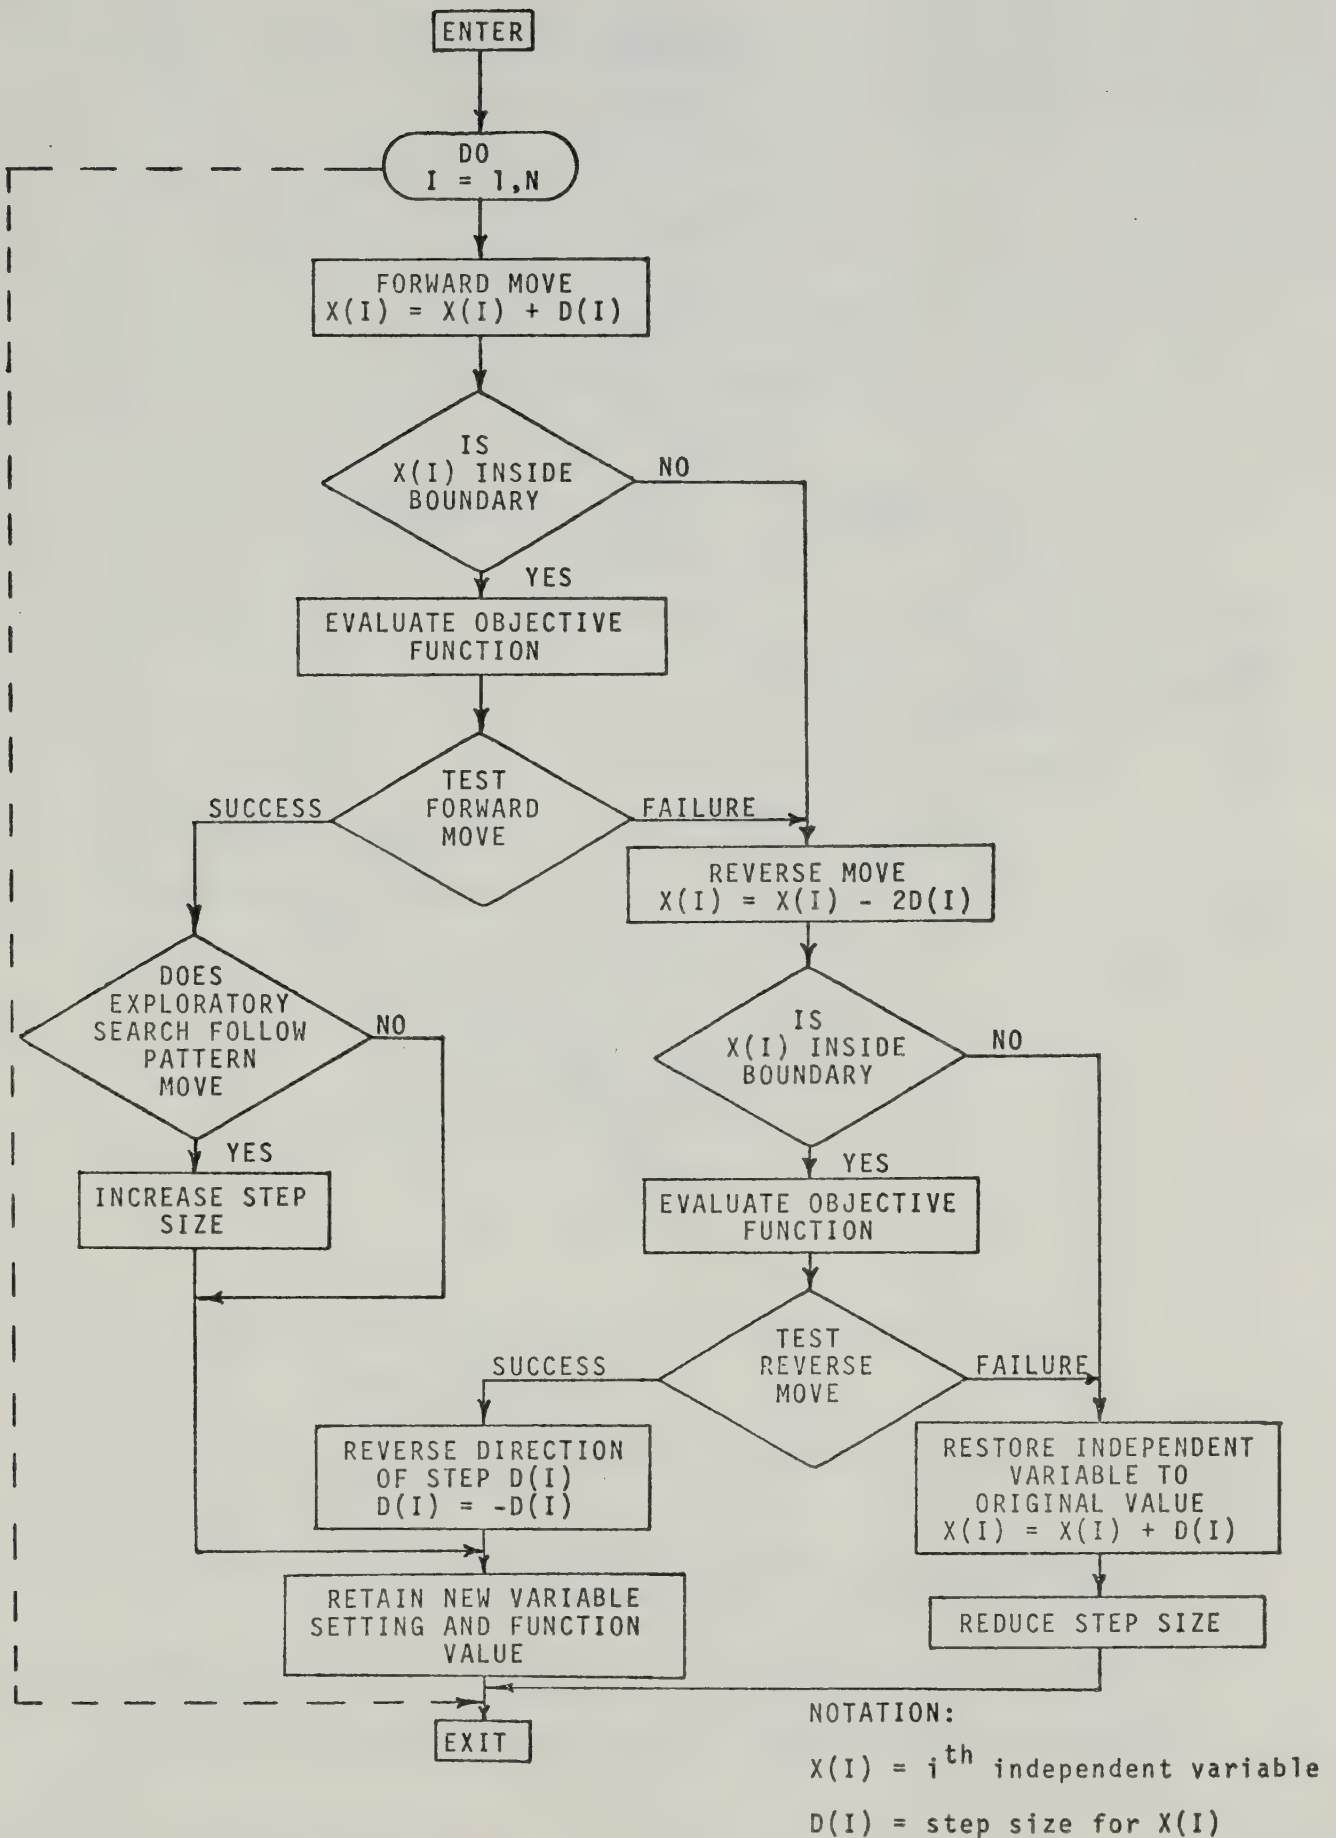 ENTER
DO
I = 1,N
FORWARD MOVE
X(I) = X(I) + D(I)
IS
X(I) INSIDE
BOUNDARY
NO
YES
EVALUATE OBJECTIVE
FUNCTION
TEST
FORWARD
MOVE
SUCCESS
FAILURE
REVERSE MOVE
X(I) = X(I) - 2D(I)
DOES
EXPLORATORY
SEARCH FOLLOW
PATTERN
MOVE
NO
YES
INCREASE STEP
SIZE
IS
X(I) INSIDE
BOUNDARY
NO
YES
EVALUATE OBJECTIVE
FUNCTION
TEST
REVERSE
MOVE
SUCCESS
FAILURE
REVERSE DIRECTION
OF STEP D(I)
D(I) = -D(I)
RESTORE INDEPENDENT
VARIABLE TO
ORIGINAL VALUE
X(I) = X(I) + D(I)
RETAIN NEW VARIABLE
SETTING AND FUNCTION
VALUE
REDUCE STEP SIZE
EXIT
NOTATION:
X(I) = ith independent variable
D(I) = step size for X(I)